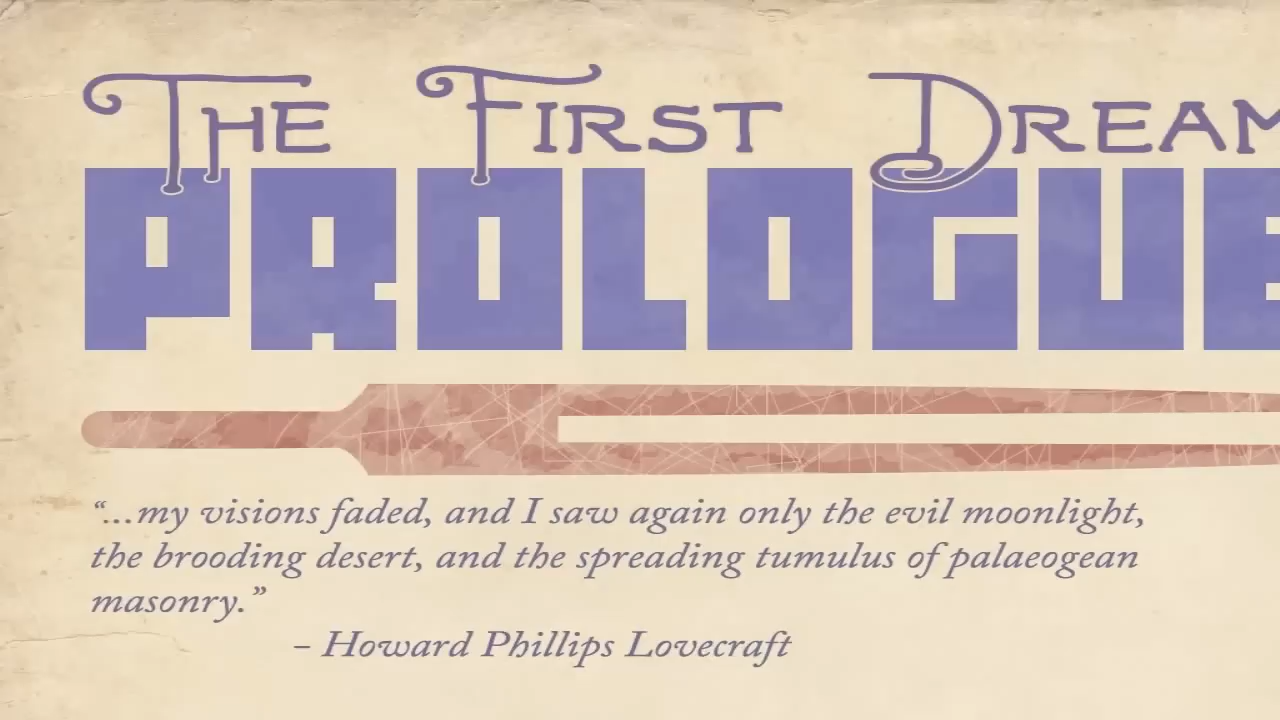 The First Dream
PROLOGUE
“...my visions faded, and I saw again only the evil moonlight,
the brooding desert, and the spreading tumulus of palaeogean
masonry.”
– Howard Phillips Lovecraft